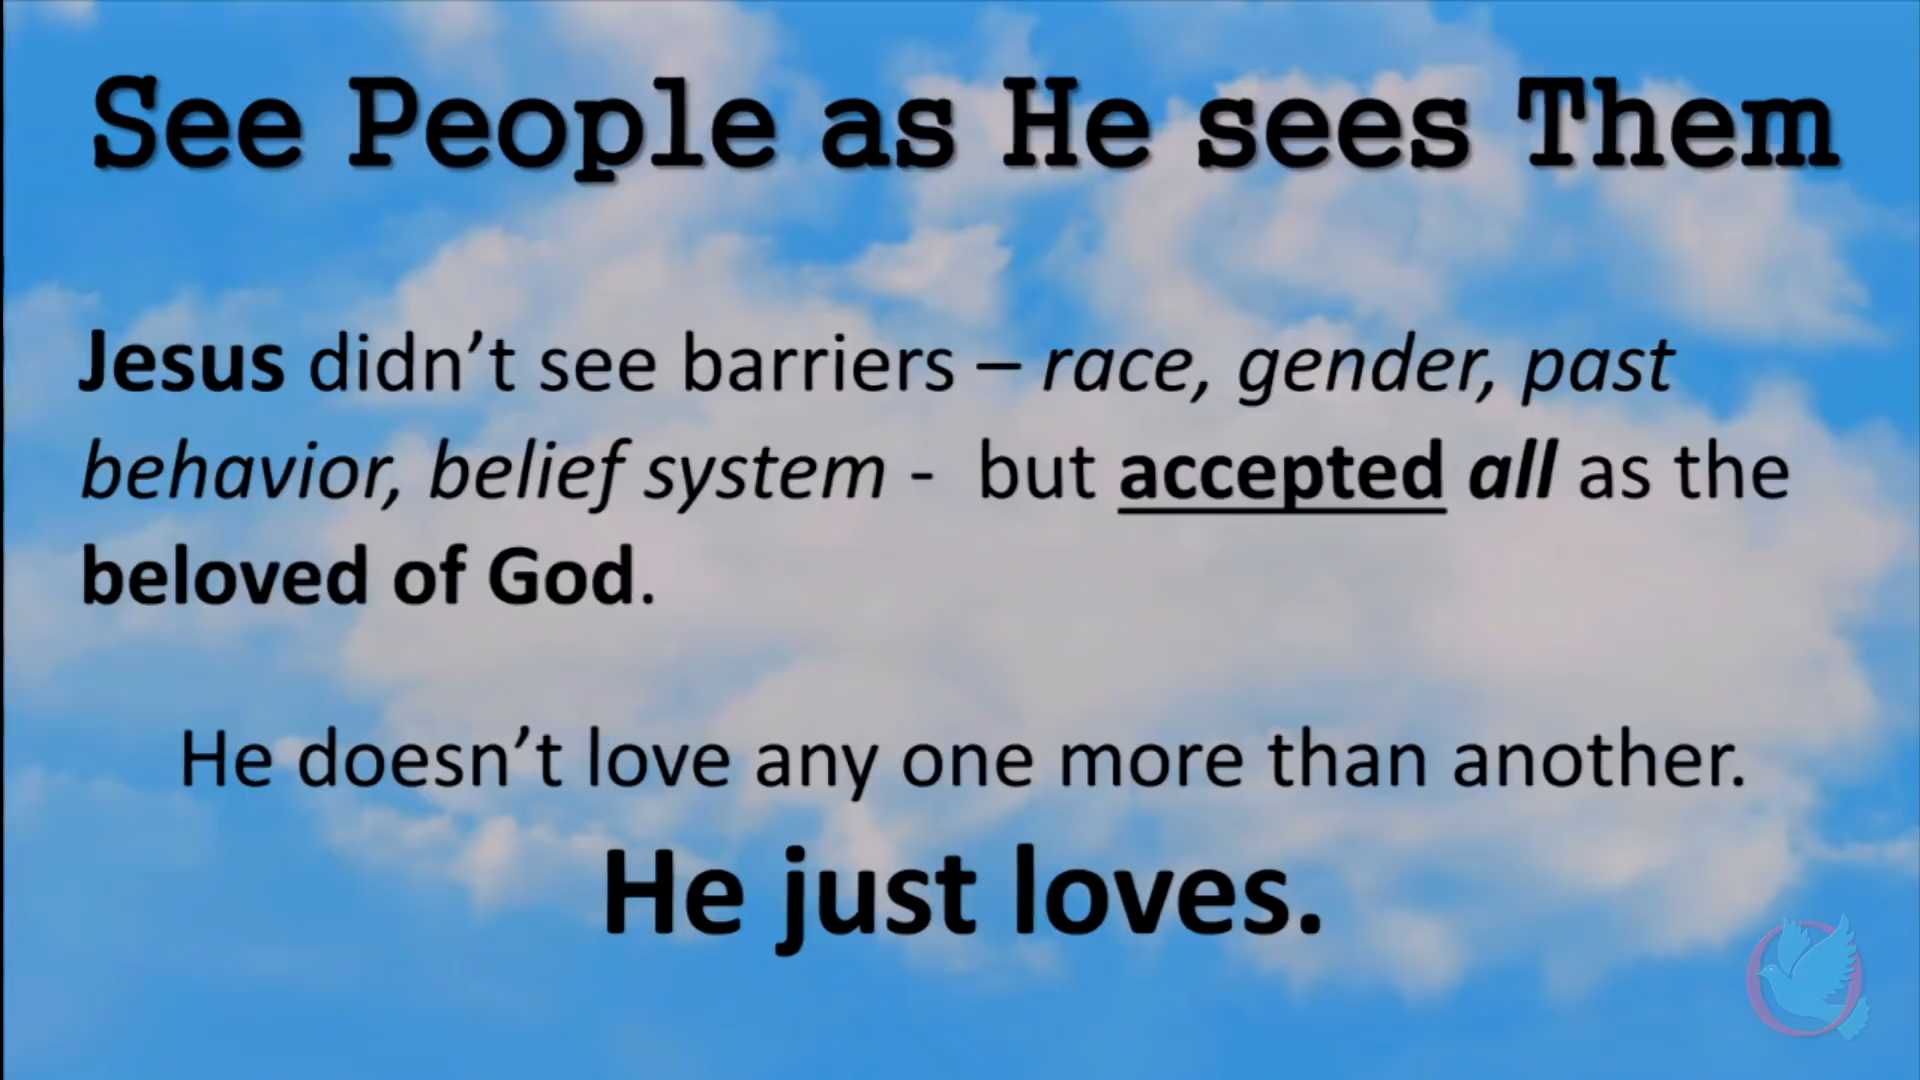 See People as He sees Them
Jesus didn’t see barriers – race, gender, past
behavior, belief system -  but accepted all as the
beloved of God.
He doesn’t love any one more than another.
He just loves.